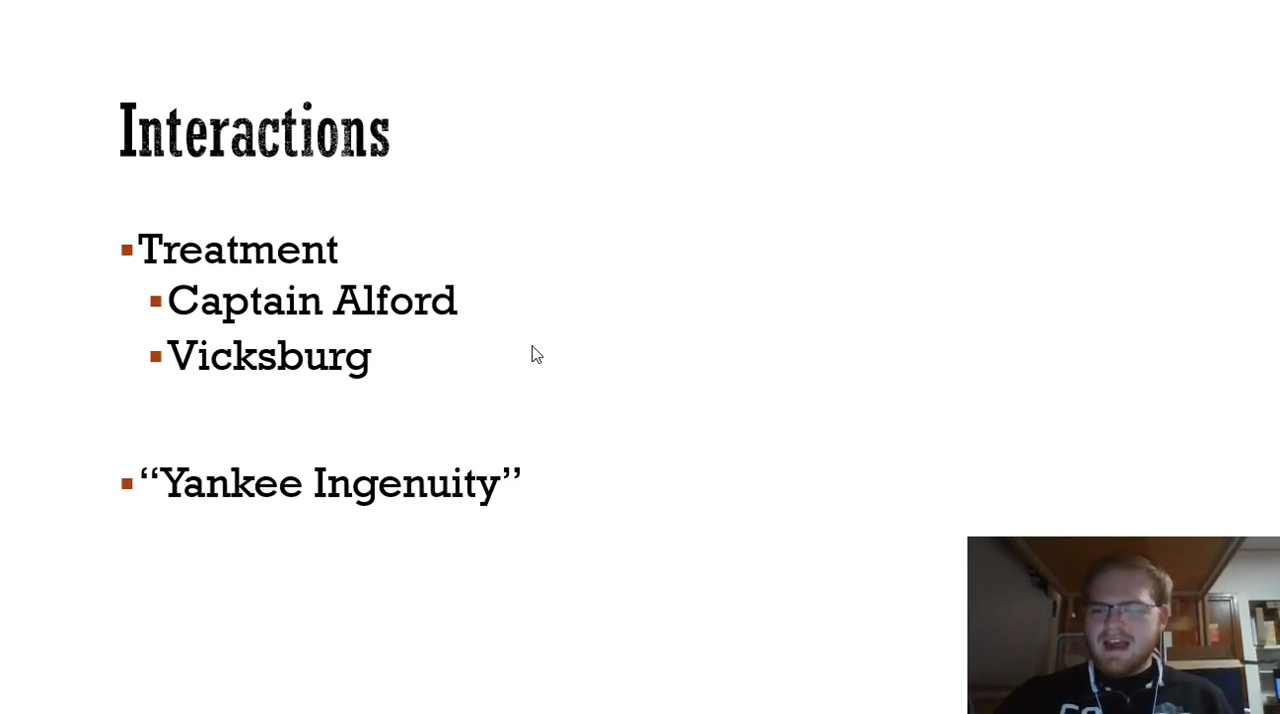 Interactions
Treatment
Captain Alford
Vicksburg
“Yankee Ingenuity”